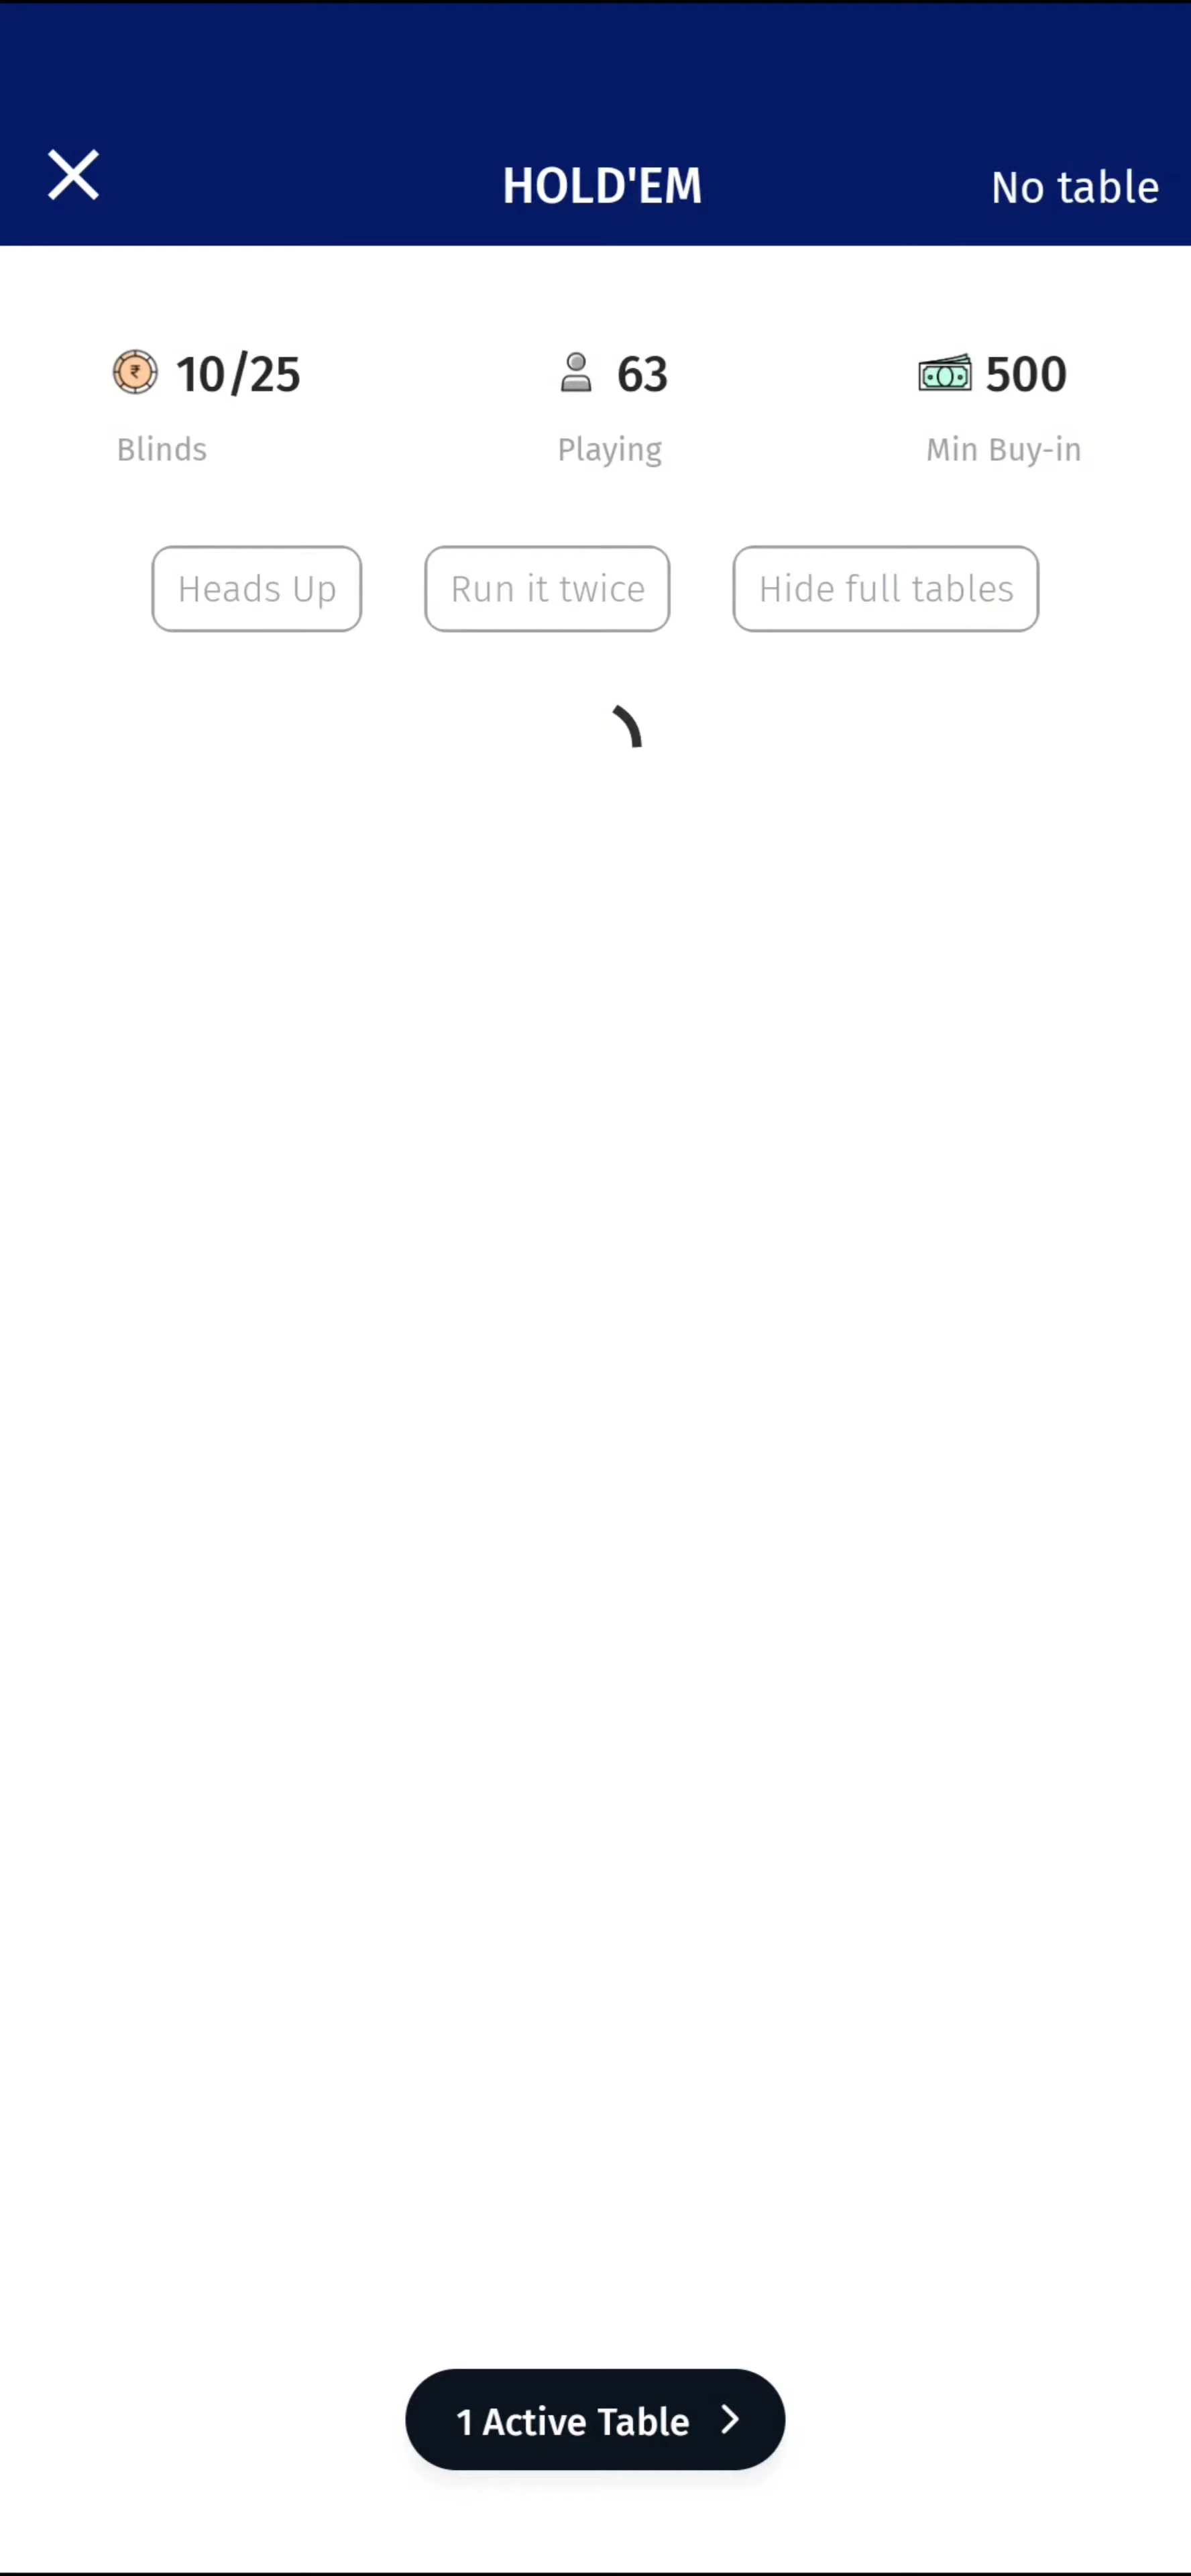 HOLD'EM
No table
10/25
63
500
Blinds
Playing
Min Buy-in
Heads Up
Run it twice
Hide full tables
1 Active Table